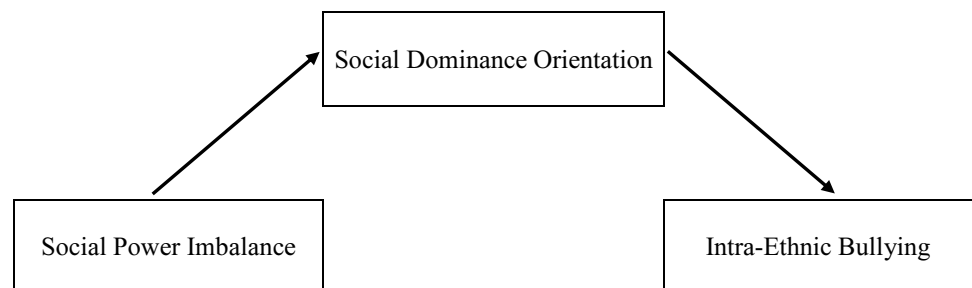 Social Dominance Orientation
Social Power Imbalance
Intra-Ethnic Bullying